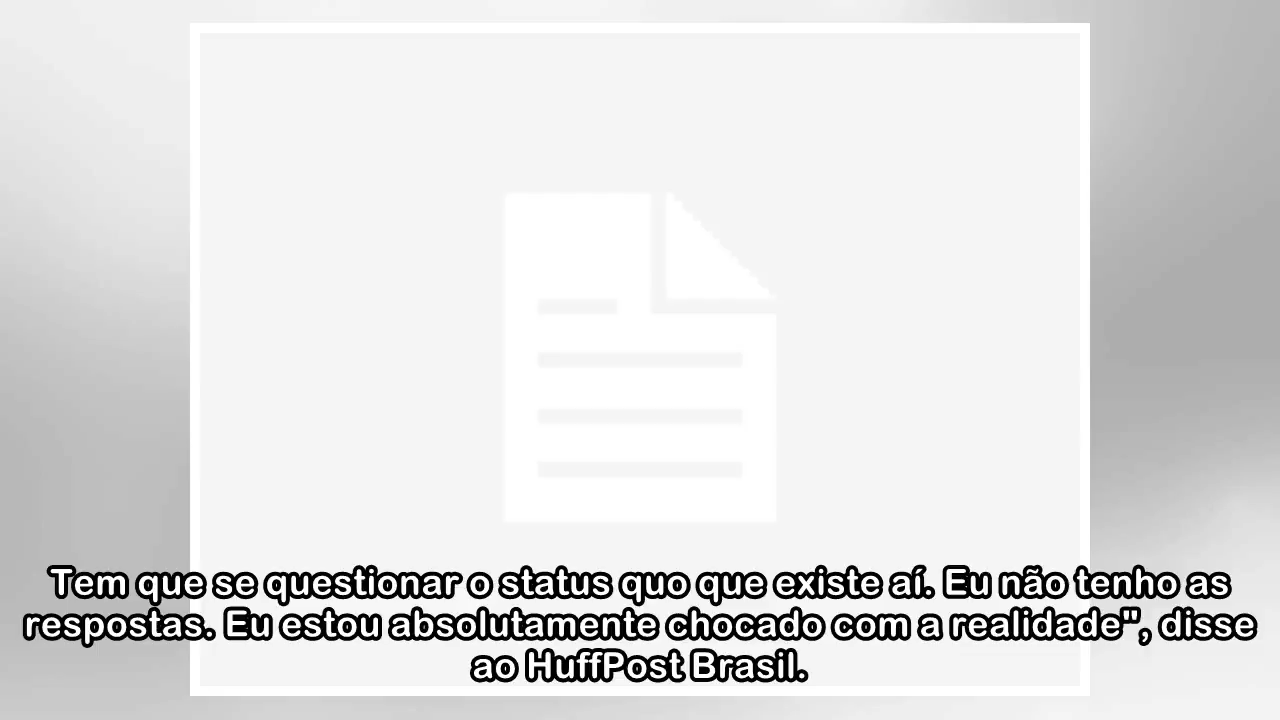 Tem que se questionar o status quo que existe aí. Eu não tenho as
respostas. Eu estou absolutamente chocado com a realidade", disse
ao HuffPost Brasil.